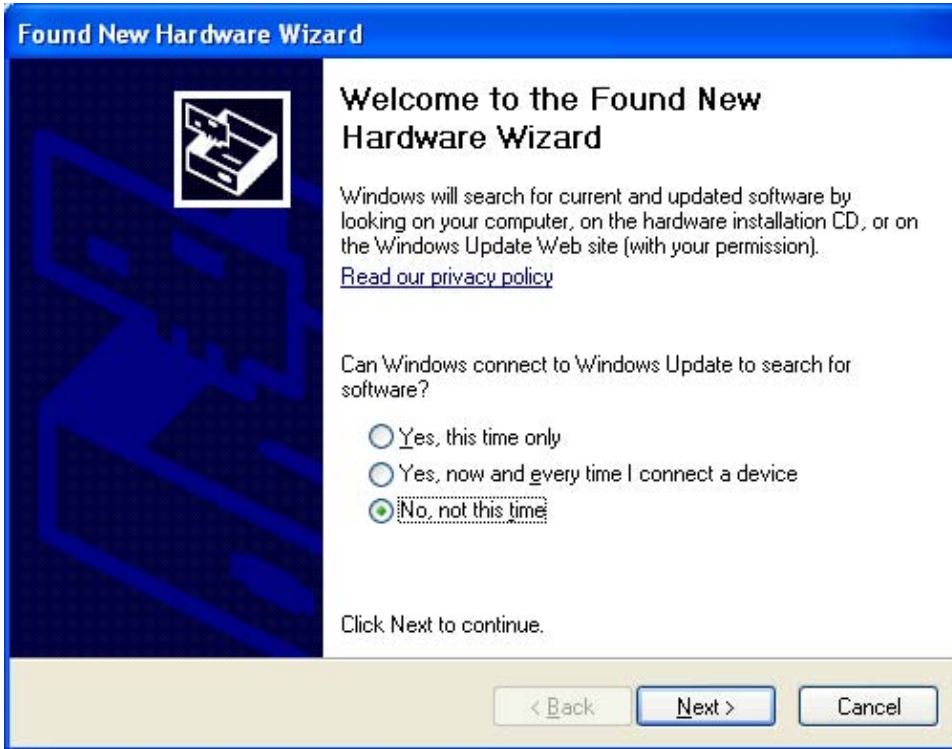 Found New Hardware Wizard
Welcome to the Found New
Hardware Wizard
Windows will search for current and updated software by
looking on your computer, on the hardware installation CD, or on
the Windows Update Web site (with your permission).
Read our privacy policy
Can Windows connect to Windows Update to search for
software?
Yes, this time only
Yes, now and every time I connect a device
No, not this time
Click Next to continue.
< Back
Next >
Cancel